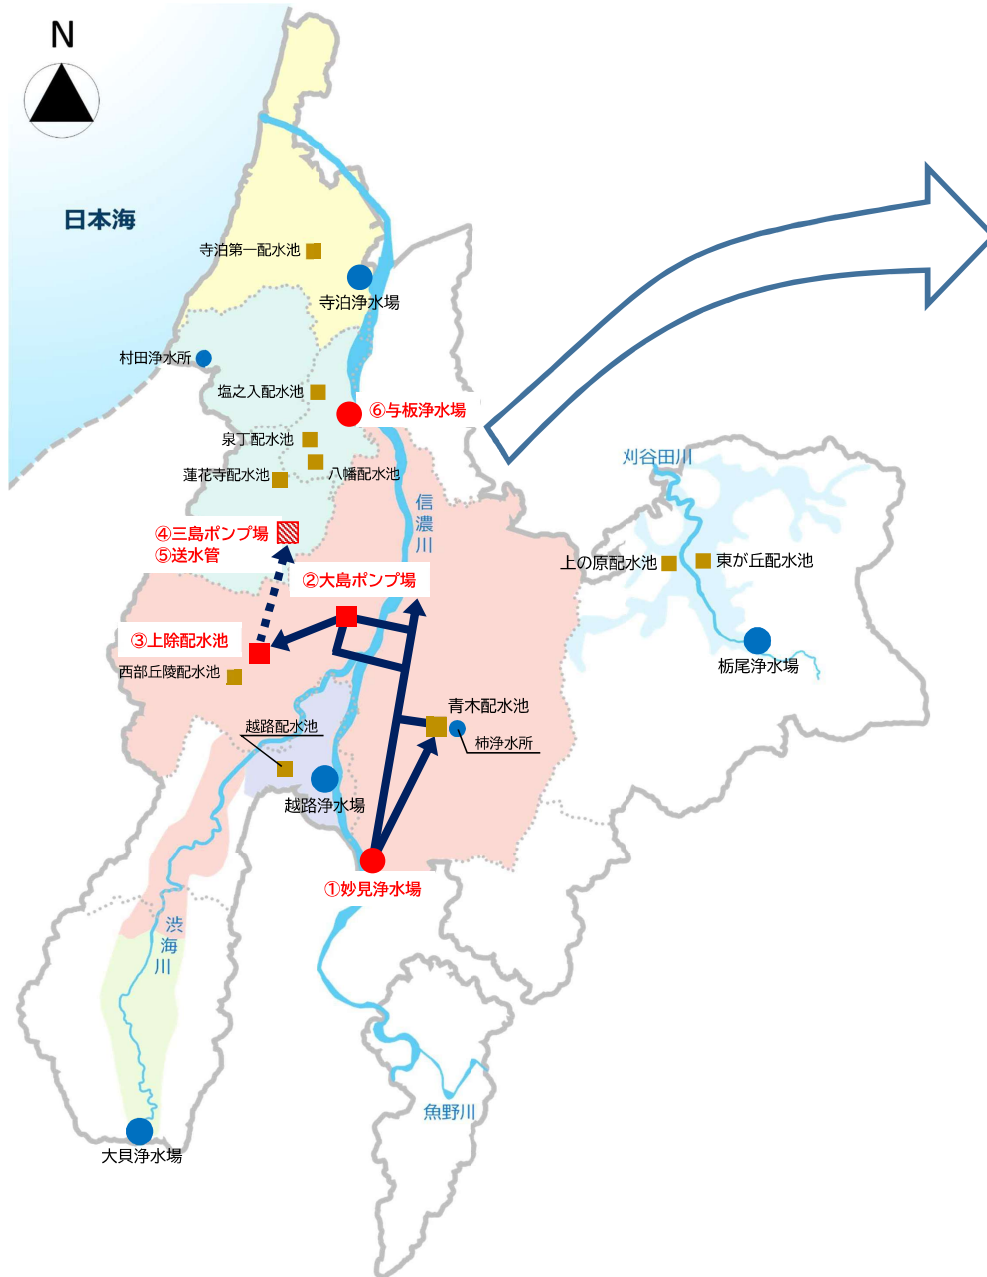 N
日本海
寺泊第一配水池
寺泊浄水場
村田浄水所
塩之入配水池
⑥与板浄水場
泉丁配水池
八幡配水池
蓮花寺配水池
刈谷田川
信濃川
④三島ポンプ場
⑤送水管
②大島ポンプ場
上の原配水池
東が丘配水池
③上除配水池
西部丘陵配水池
栃尾浄水場
青木配水池
越路配水池
柿浄水所
越路浄水場
①妙見浄水場
渋海川
魚野川
大貝浄水場